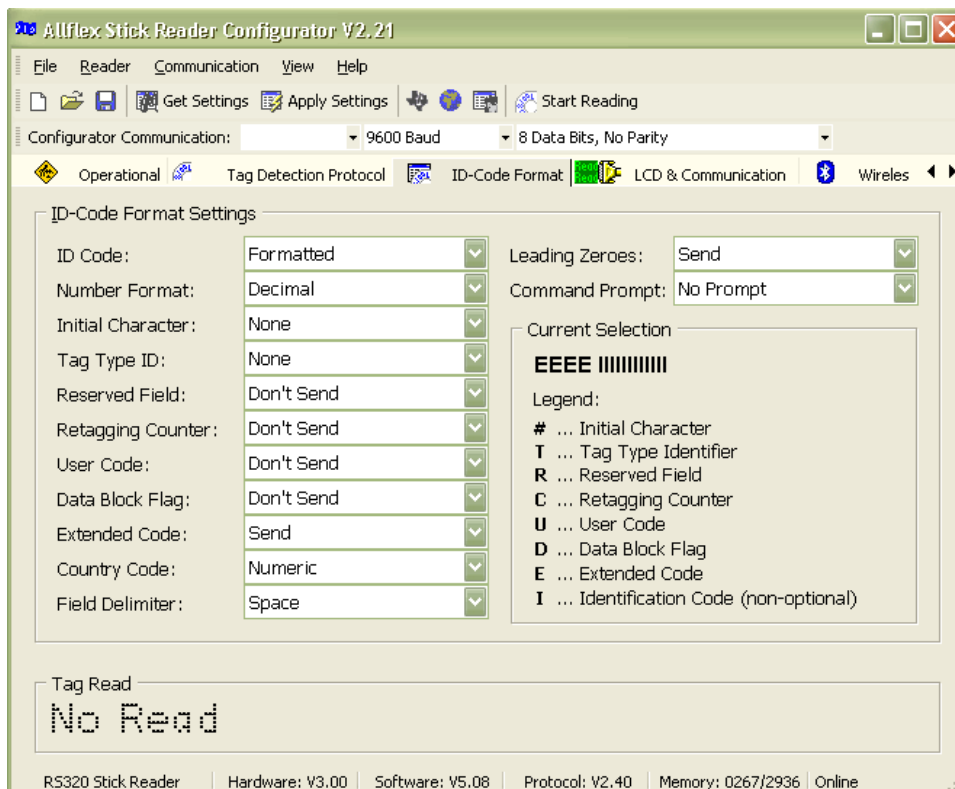 Allflex Stick Reader Configurator V2.21
File Reader Communication View Help
Get Settings Apply Settings Start Reading
Configurator Communication: 9600 Baud 8 Data Bits, No Parity
Operational Tag Detection Protocol ID-Code Format LCD & Communication Wireles
ID-Code Format Settings
ID Code: Formatted Leading Zeroes: Send
Number Format: Decimal Command Prompt: No Prompt
Initial Character: None
Tag Type ID: None
Reserved Field: Don't Send
Retagging Counter: Don't Send
User Code: Don't Send
Data Block Flag: Don't Send
Extended Code: Send
Country Code: Numeric
Field Delimiter: Space
Current Selection
EEEE IIIIIIIIIIII
Legend:
# ... Initial Character
T ... Tag Type Identifier
R ... Reserved Field
C ... Retagging Counter
U ... User Code
D ... Data Block Flag
E ... Extended Code
I ... Identification Code (non-optional)
Tag Read
No Read
RS320 Stick Reader Hardware: V3.00 Software: V5.08 Protocol: V2.40 Memory: 0267/2936 Online